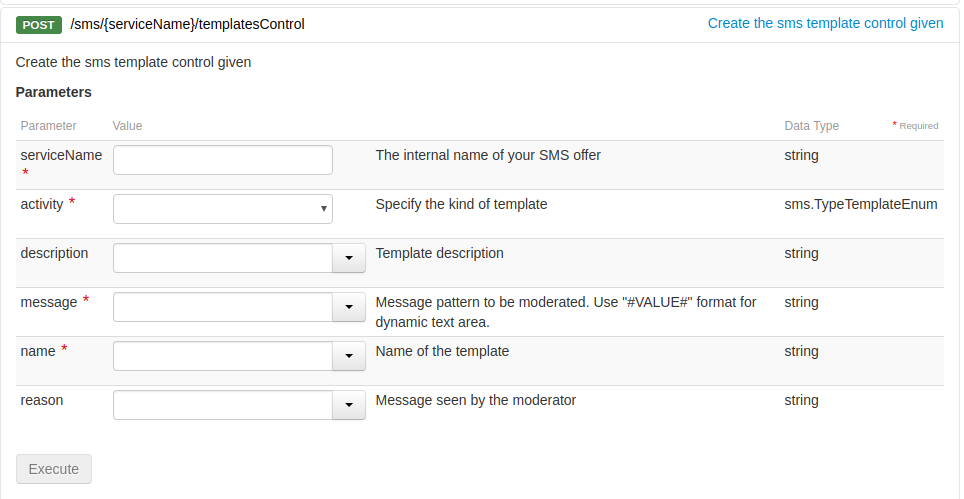 POST /sms/{serviceName}/templatesControl Create the sms template control given
Create the sms template control given
Parameters
Parameter Value Data Type * Required
serviceName The internal name of your SMS offer string
*
activity * Specify the kind of template sms.TypeTemplateEnum
description Template description string
message * Message pattern to be moderated. Use "#VALUE#" format for string
dynamic text area.
name * Name of the template string
reason Message seen by the moderator string
Execute